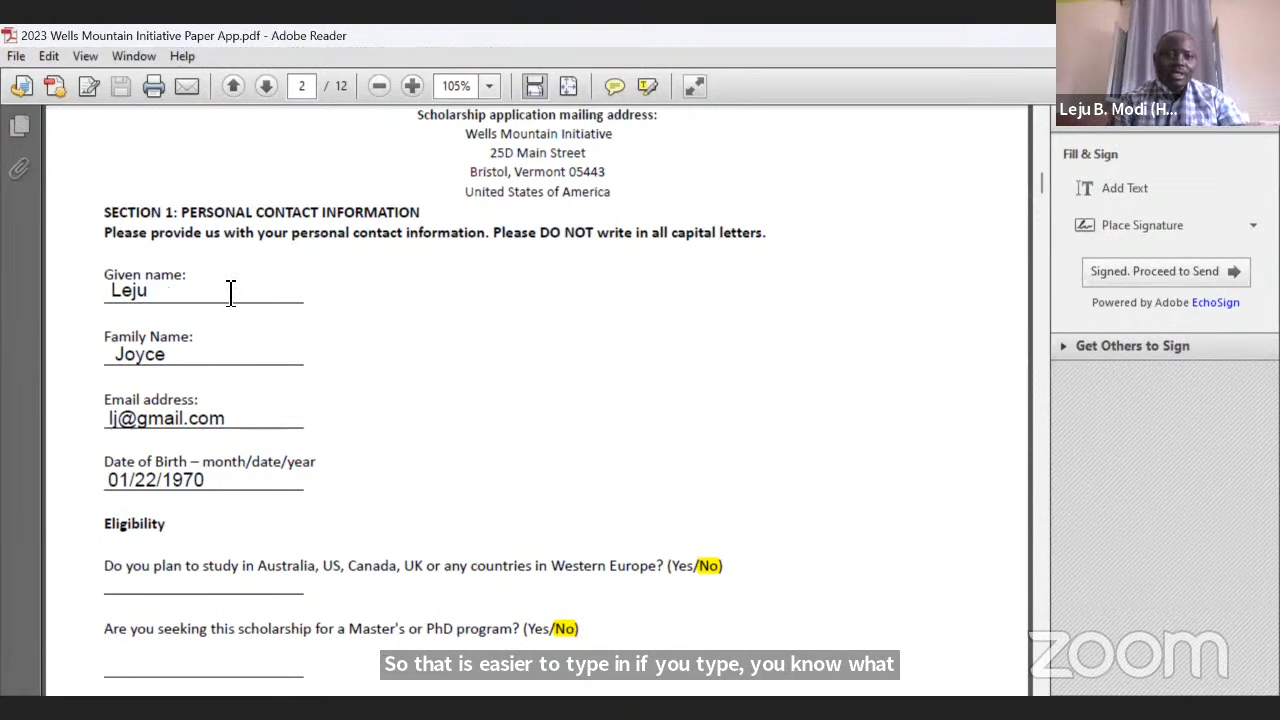 2023 Wells Mountain Initiative Paper App.pdf - Adobe Reader
File Edit View Window Help
2 / 12 105%
Leju B. Modi (H...
Scholarship application mailing address:
Wells Mountain Initiative
25D Main Street
Bristol, Vermont 05443
United States of America
SECTION 1: PERSONAL CONTACT INFORMATION
Please provide us with your personal contact information. Please DO NOT write in all capital letters.
Given name:
Leju
Family Name:
Joyce
Email address:
lj@gmail.com
Date of Birth – month/date/year
01/22/1970
Eligibility
Do you plan to study in Australia, US, Canada, UK or any countries in Western Europe? (Yes/No)
Are you seeking this scholarship for a Master's or PhD program? (Yes/No)
Fill & Sign
Add Text
Place Signature
Signed. Proceed to Send
Powered by Adobe EchoSign
Get Others to Sign
So that is easier to type in if you type, you know what
zoom